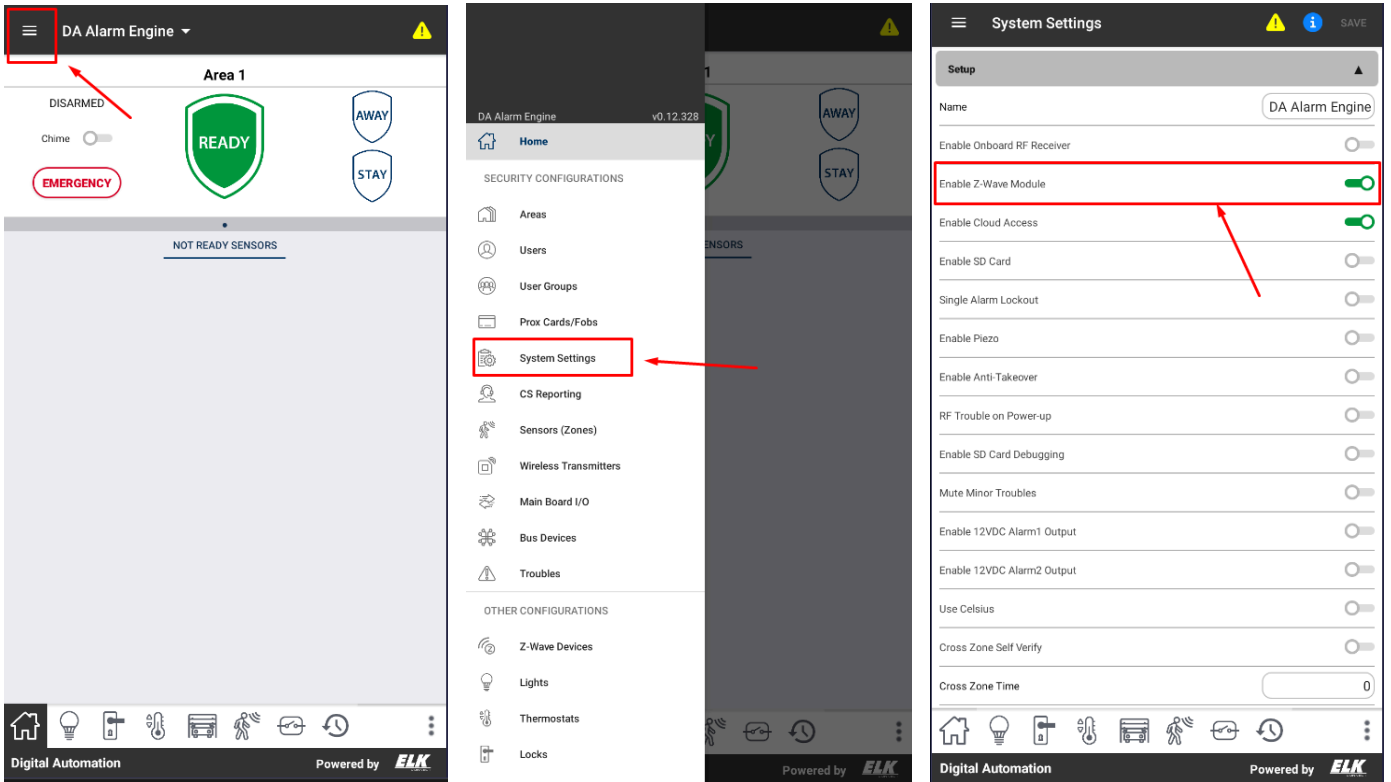 DA Alarm Engine
Area 1
DISARMED
Chime
EMERGENCY
READY
AWAY
STAY
NOT READY SENSORS
Digital Automation
Powered by ELK
1
DA Alarm Engine v0.12.328
Home
SECURITY CONFIGURATIONS
Areas
Users
User Groups
Prox Cards/Fobs
System Settings
CS Reporting
Sensors (Zones)
Wireless Transmitters
Main Board I/O
Bus Devices
Troubles
OTHER CONFIGURATIONS
Z-Wave Devices
Lights
Thermostats
Locks
Y
AWAY
STAY
ENSORS
Powered by ELK
System Settings
SAVE
Setup
Name DA Alarm Engine
Enable Onboard RF Receiver
Enable Z-Wave Module
Enable Cloud Access
Enable SD Card
Single Alarm Lockout
Enable Piezo
Enable Anti-Takeover
RF Trouble on Power-up
Enable SD Card Debugging
Mute Minor Troubles
Enable 12VDC Alarm1 Output
Enable 12VDC Alarm2 Output
Use Celsius
Cross Zone Self Verify
Cross Zone Time 0
Digital Automation
Powered by ELK